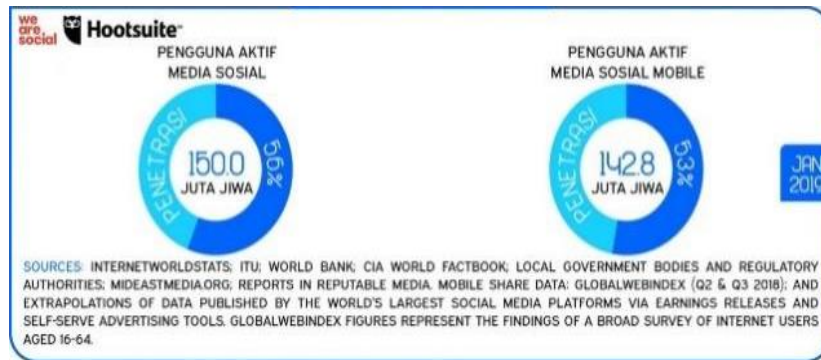 we are. social Hootsuite™
PENGGUNA AKTIF
MEDIA SOSIAL
PENGGUNA AKTIF
MEDIA SOSIAL MOBILE
PENETRASI
56%
150.0
JUTA JIWA
PENETRASI
53%
142.8
JUTA JIWA
JAN
2019
SOURCES: INTERNETWORLDSTATS; ITU; WORLD BANK; CIA WORLD FACTBOOK; LOCAL GOVERNMENT BODIES AND REGULATORY
AUTHORITIES; MIDEASTMEDIA.ORG; REPORTS IN REPUTABLE MEDIA. MOBILE SHARE DATA: GLOBALWEBINDEX (Q2 & Q3 2018); AND
EXTRAPOLATIONS OF DATA PUBLISHED BY THE WORLD'S LARGEST SOCIAL MEDIA PLATFORMS VIA EARNINGS RELEASES AND
SELF-SERVE ADVERTISING TOOLS. GLOBALWEBINDEX FIGURES REPRESENT THE FINDINGS OF A BROAD SURVEY OF INTERNET USERS
AGED 16-64.